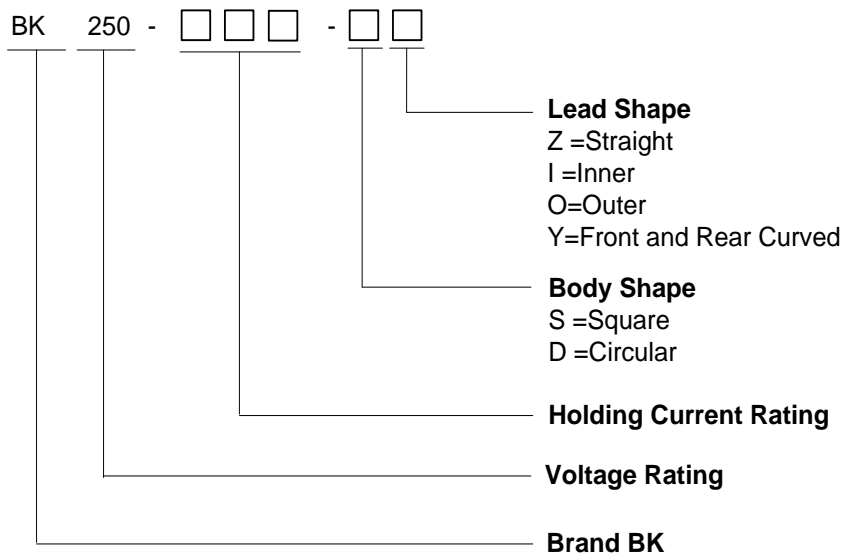 BK 250 - □□□ - □□
Lead Shape
Z =Straight
I =Inner
O=Outer
Y=Front and Rear Curved
Body Shape
S =Square
D =Circular
Holding Current Rating
Voltage Rating
Brand BK